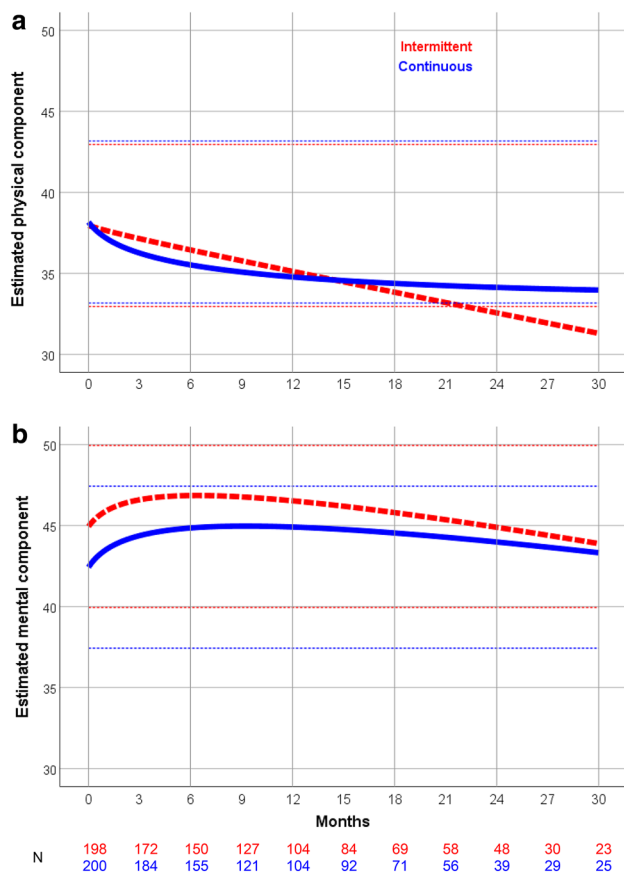 a
Intermittent
Continuous
Estimated physical component
50
45
40
35
30
0 3 6 9 12 15 18 21 24 27 30
b
Estimated mental component
50
45
40
35
30
0 3 6 9 12 15 18 21 24 27 30
Months
N
198 172 150 127 104 84 69 58 48 30 23
200 184 155 121 104 92 71 56 39 29 25